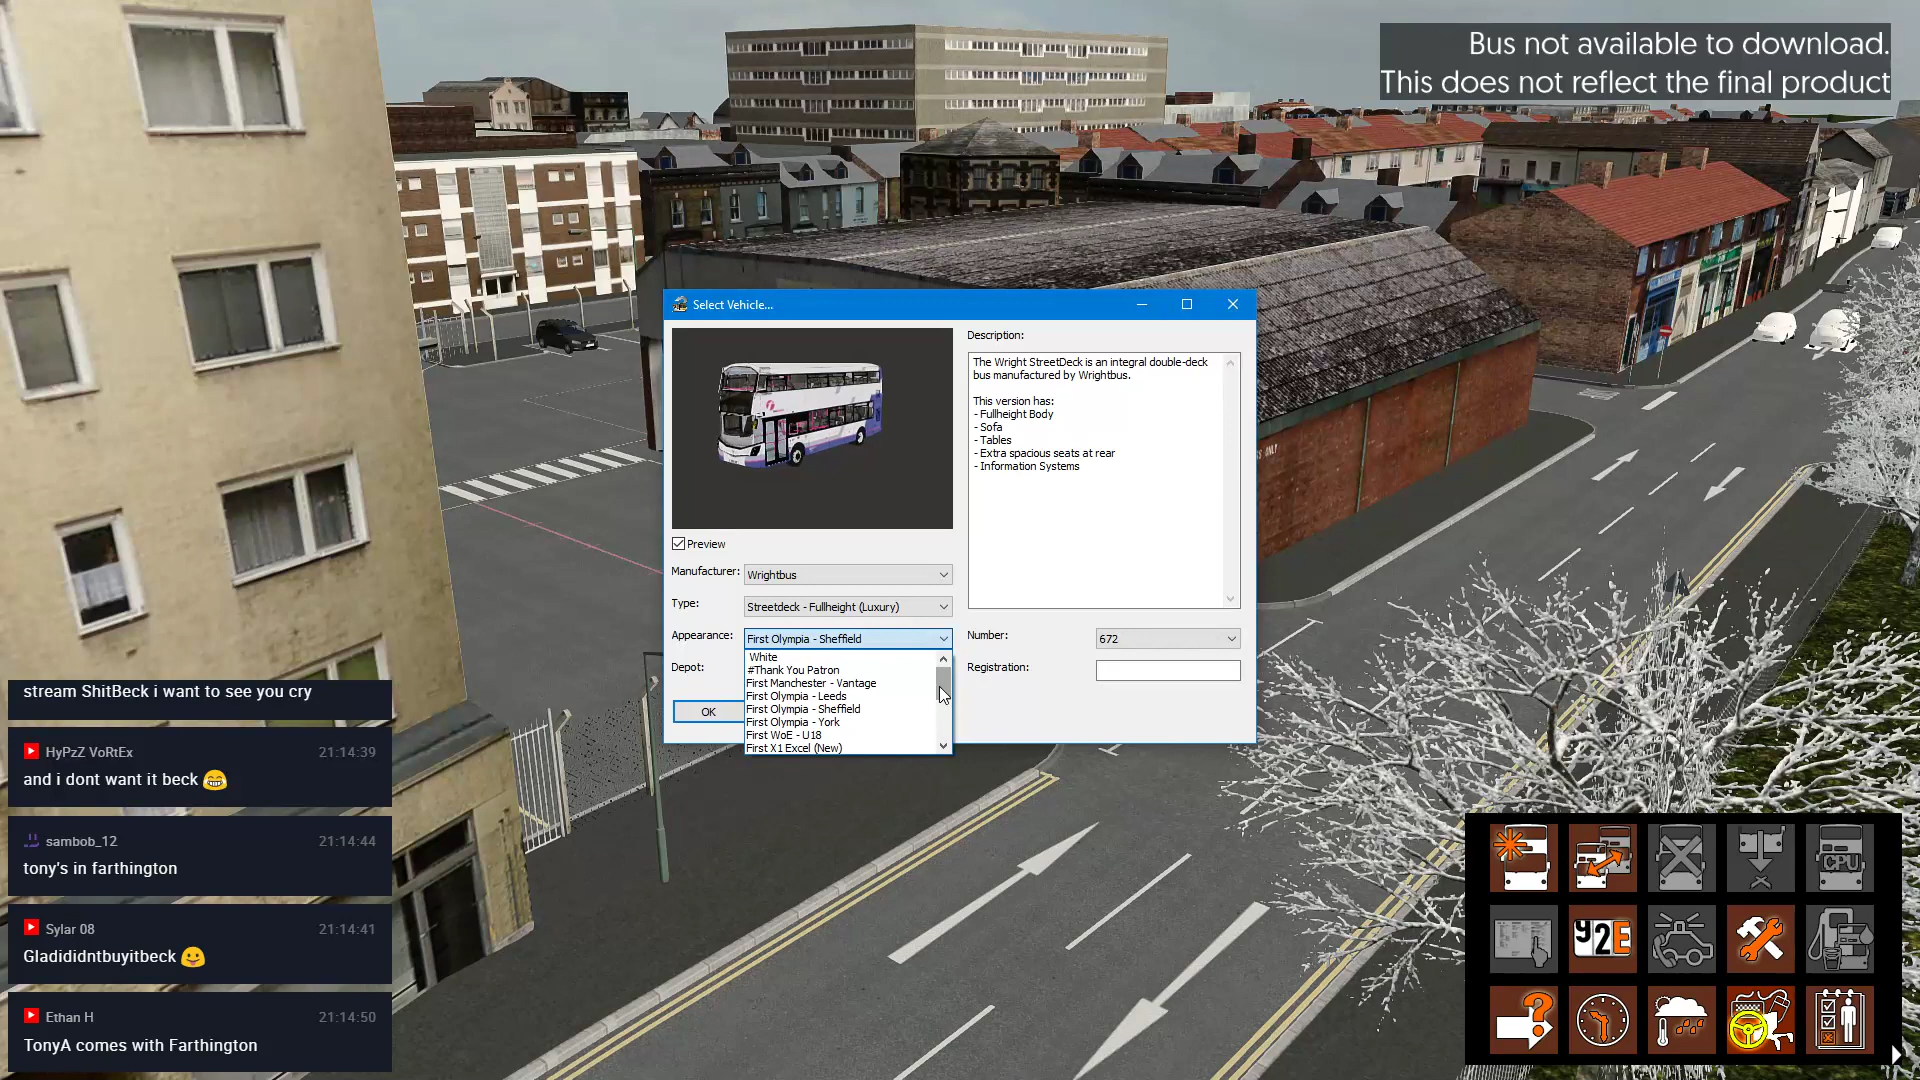 Bus not available to download.
This does not reflect the final product
Select Vehicle...
Description:
The Wright StreetDeck is an integral double-deck
bus manufactured by Wrightbus.
This version has:
- Fullheight Body
- Sofa
- Tables
- Extra spacious seats at rear
- Information Systems
Preview
Manufacturer:
Wrightbus
Type:
Streetdeck - Fullheight (Luxury)
Appearance:
First Olympia - Sheffield
Number:
672
White
#Thank You Patron
First Manchester - Vantage
First Olympia - Leeds
First Olympia - Sheffield
First Olympia - York
First WoE - U18
First X1 Excel (New)
Depot:
Registration:
OK
stream ShitBeck i want to see you cry
HyPzZ VoRtEx
21:14:39
and i dont want it beck 😂
sambob_12
21:14:44
tony's in farthington
Sylar 08
21:14:41
Gladididntbuyitbeck 😛
Ethan H
21:14:50
TonyA comes with Farthington
CPU
92E